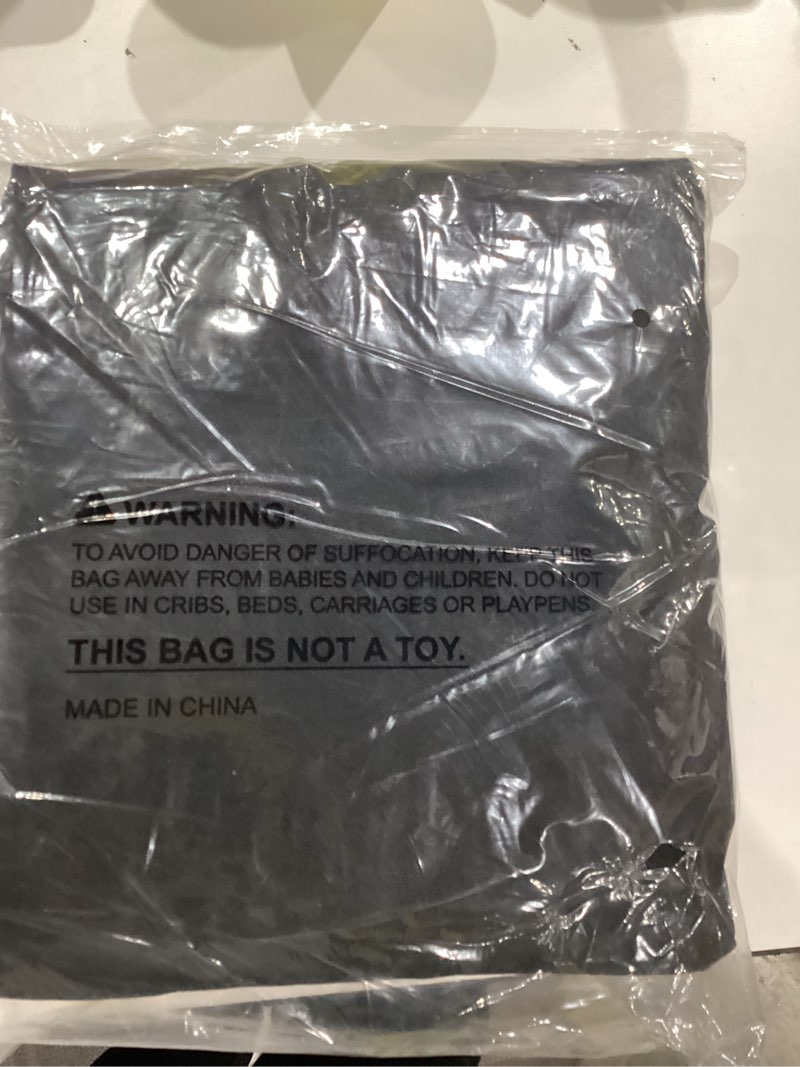 WARNING:
TO AVOID DANGER OF SUFFOCATION, KEEP THIS
BAG AWAY FROM BABIES AND CHILDREN. DO NOT
USE IN CRIBS, BEDS, CARRIAGES OR PLAYPENS
THIS BAG IS NOT A TOY.
MADE IN CHINA